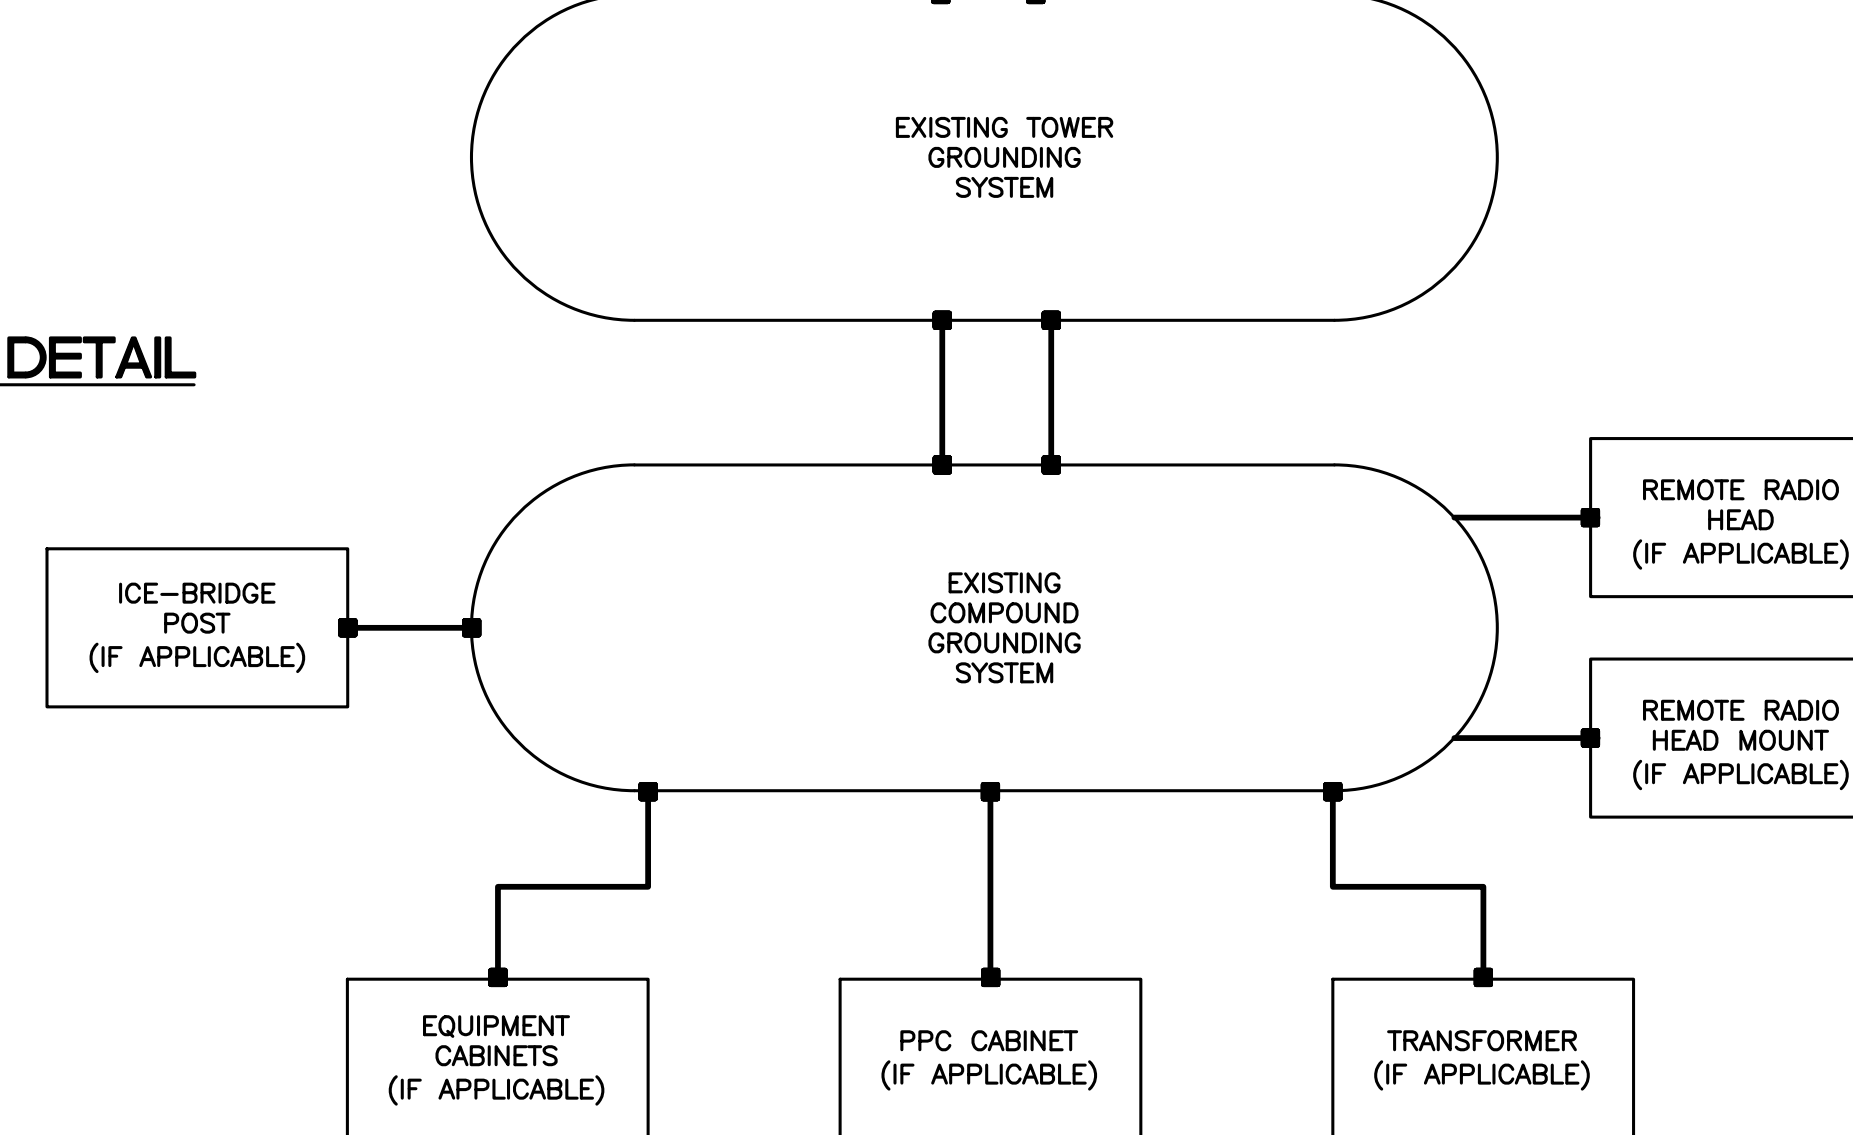 EXISTING TOWER
GROUNDING
SYSTEM
DETAIL
REMOTE RADIO
HEAD
(IF APPLICABLE)
ICE-BRIDGE
POST
(IF APPLICABLE)
EXISTING
COMPOUND
GROUNDING
SYSTEM
REMOTE RADIO
HEAD MOUNT
(IF APPLICABLE)
EQUIPMENT
CABINETS
(IF APPLICABLE)
PPC CABINET
(IF APPLICABLE)
TRANSFORMER
(IF APPLICABLE)